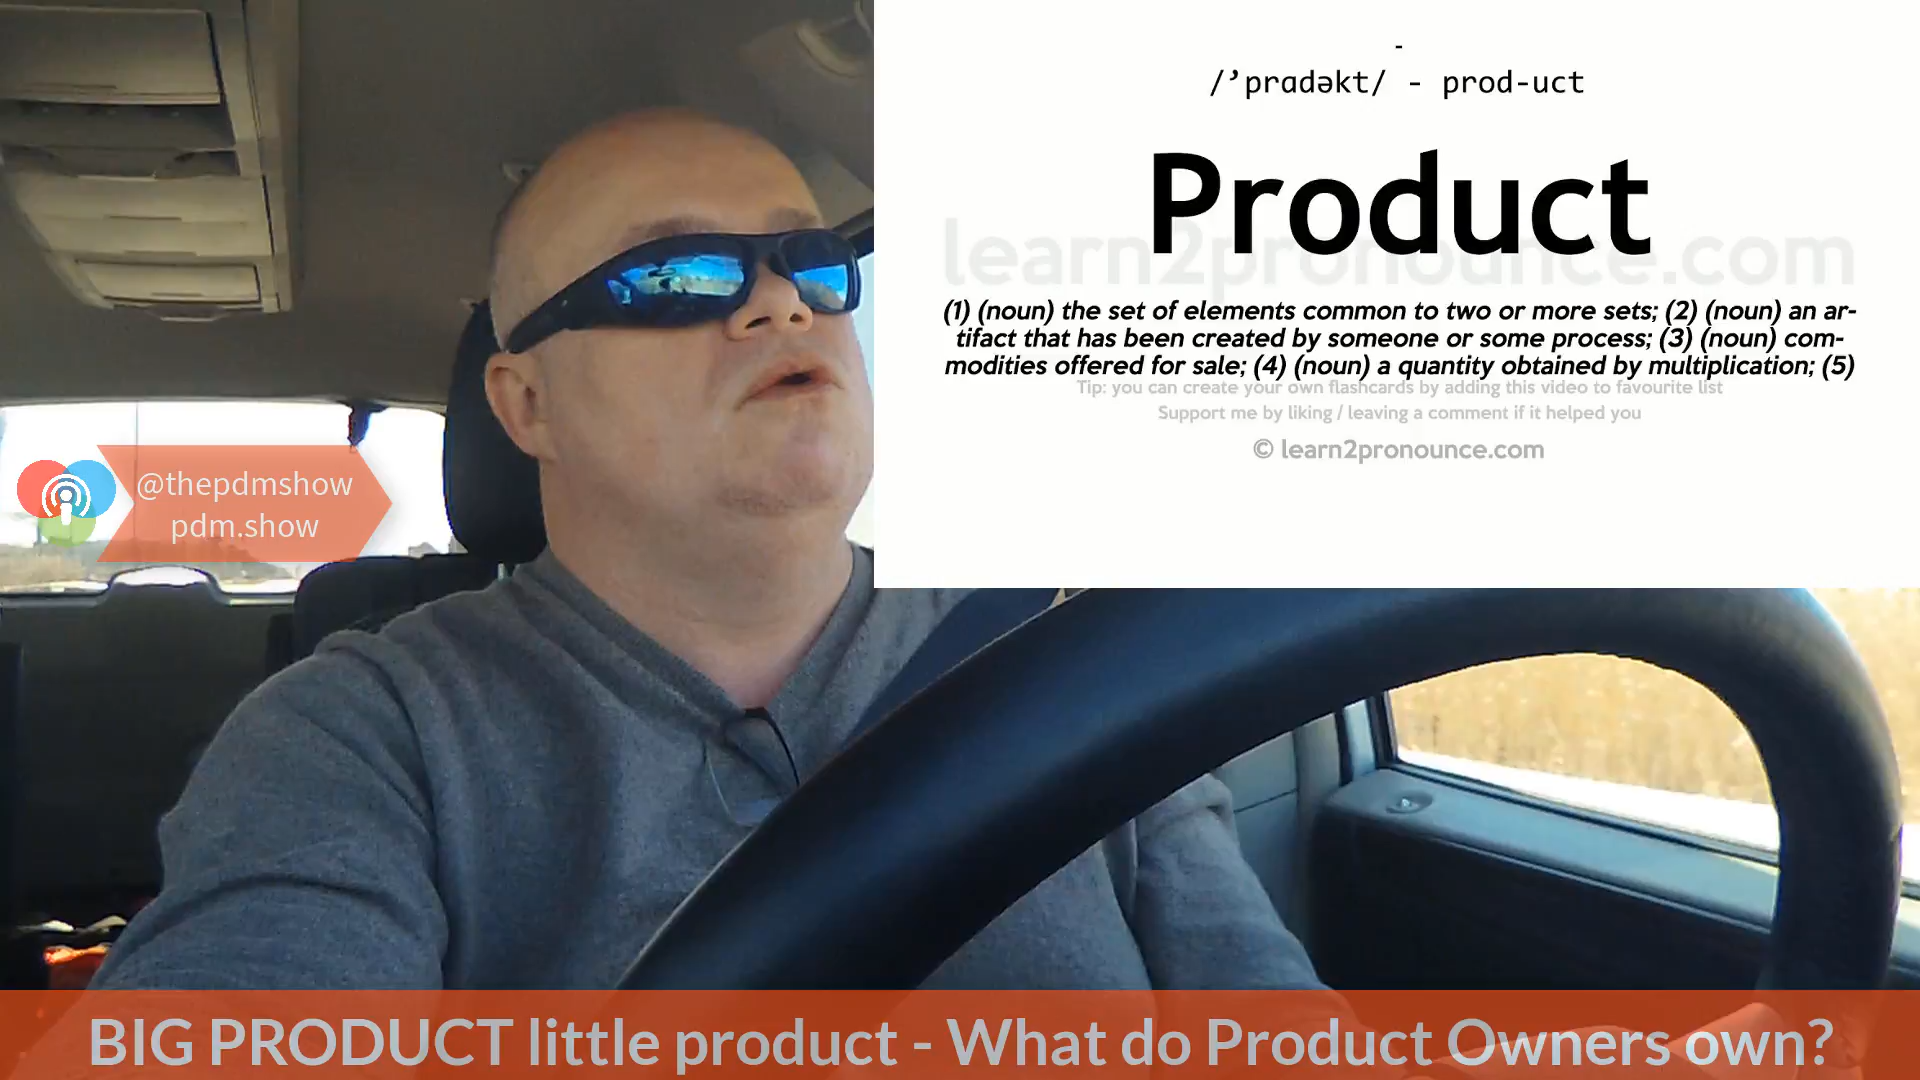 -
/’prɑdəkt/ - prod-uct
Product
learn2pronounce.com
(1) (noun) the set of elements common to two or more sets; (2) (noun) an ar-
tifact that has been created by someone or some process; (3) (noun) com-
modities offered for sale; (4) (noun) a quantity obtained by multiplication; (5)
Tip: you can create your own flashcards by adding this video to favourite list
Support me by liking / leaving a comment if it helped you
© learn2pronounce.com
@thepdmshow
pdm.show
BIG PRODUCT little product - What do Product Owners own?